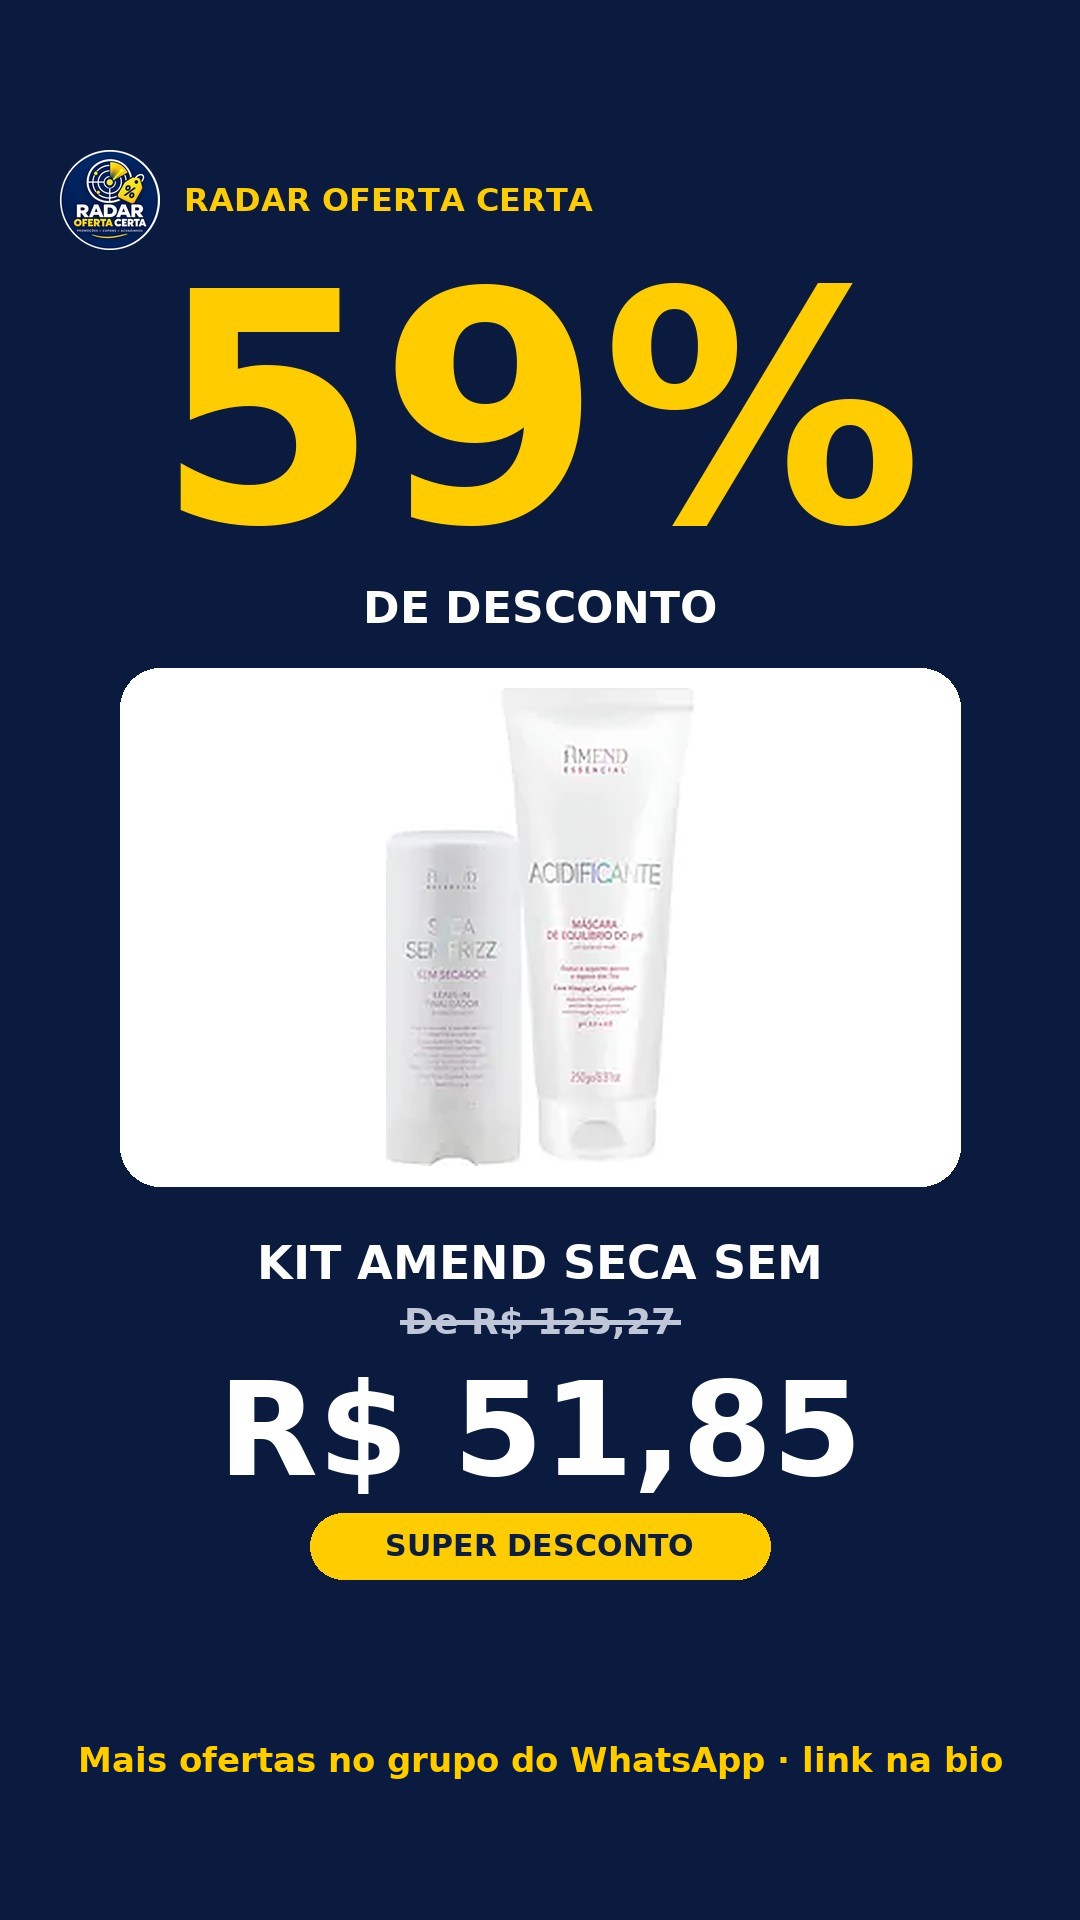 RADAR
OFERTA CERTA
RADAR OFERTA CERTA
59%
DE DESCONTO
AMEND
ESSENCIAL
ACIDIFICANTE
MÁSCARA
DE EQUILÍBRIO DO pH
SECA
SEM FRIZZ
SEM SECADOR
LEAVE-IN
FINALIZADOR
KIT AMEND SECA SEM
De R$ 125,27
R$ 51,85
SUPER DESCONTO
Mais ofertas no grupo do WhatsApp · link na bio